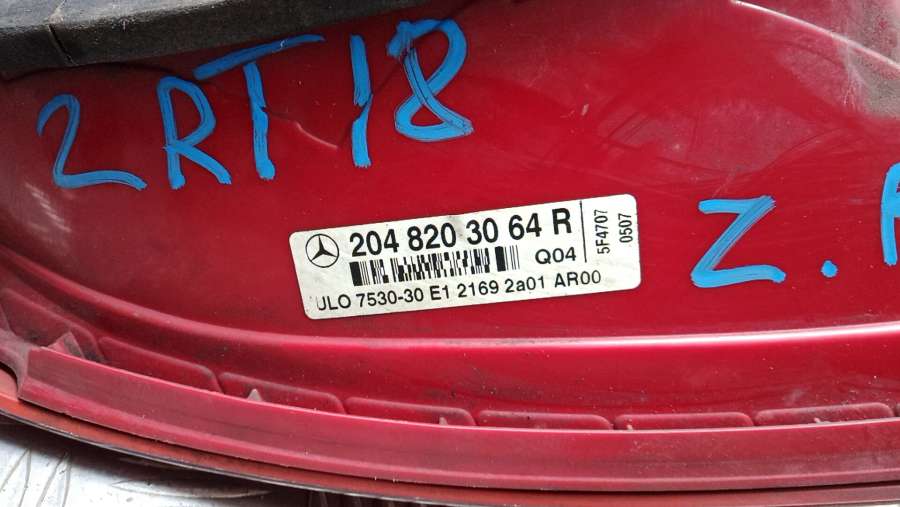 2RT18
204 820 30 64 R
Q04
5F4707
0507
ULO 7530-30 E1 2169 2a01 AR00
Z.